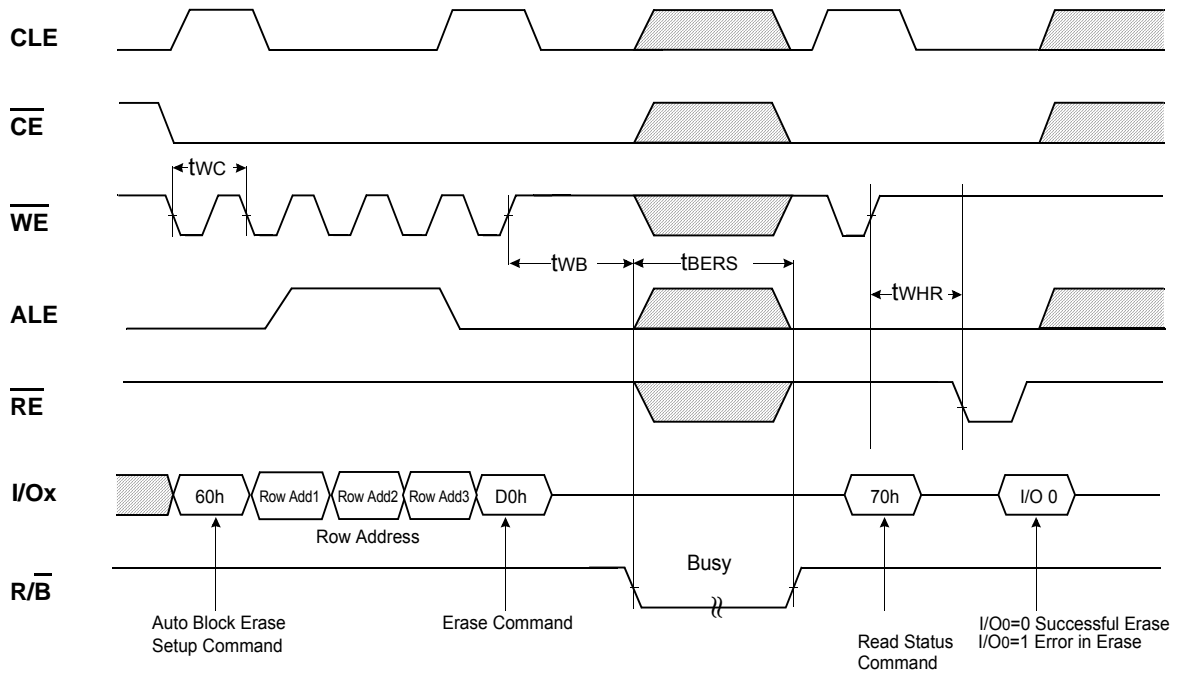 CLE
CE
tWC
WE
tWB
tBERS
tWHR
ALE
RE
I/Ox
60h
Row Add1
Row Add2
Row Add3
D0h
70h
I/O 0
Row Address
R/B
Busy
Auto Block Erase
Setup Command
Erase Command
Read Status
Command
I/O0=0 Successful Erase
I/O0=1 Error in Erase